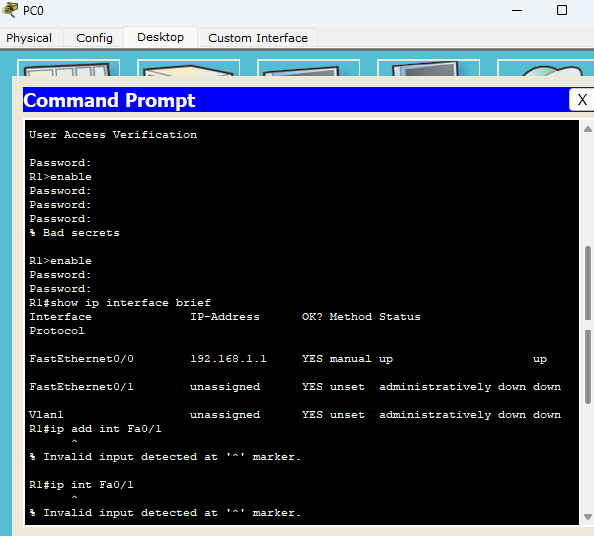 PC0
Physical Config Desktop Custom Interface
Command Prompt
X
User Access Verification
Password:
R1>enable
Password:
Password:
Password:
% Bad secrets
R1>enable
Password:
Password:
R1#show ip interface brief
Interface IP-Address OK? Method Status
Protocol
FastEthernet0/0 192.168.1.1 YES manual up up
FastEthernet0/1 unassigned YES unset administratively down down
Vlan1 unassigned YES unset administratively down down
R1#ip add int Fa0/1
^
% Invalid input detected at '^' marker.
R1#ip int Fa0/1
^
% Invalid input detected at '^' marker.